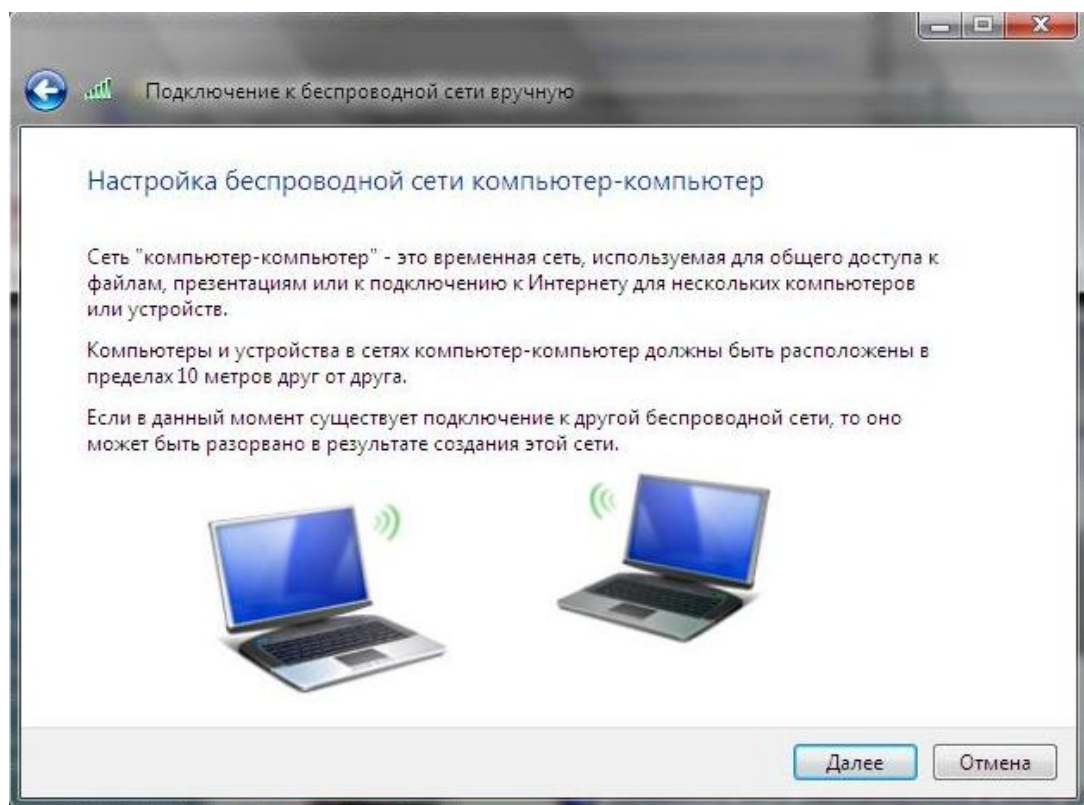 Подключение к беспроводной сети вручную
Настройка беспроводной сети компьютер-компьютер
Сеть "компьютер-компьютер" - это временная сеть, используемая для общего доступа к
файлам, презентациям или к подключению к Интернету для нескольких компьютеров
или устройств.
Компьютеры и устройства в сетях компьютер-компьютер должны быть расположены в
пределах 10 метров друг от друга.
Если в данный момент существует подключение к другой беспроводной сети, то оно
может быть разорвано в результате создания этой сети.
Далее Отмена